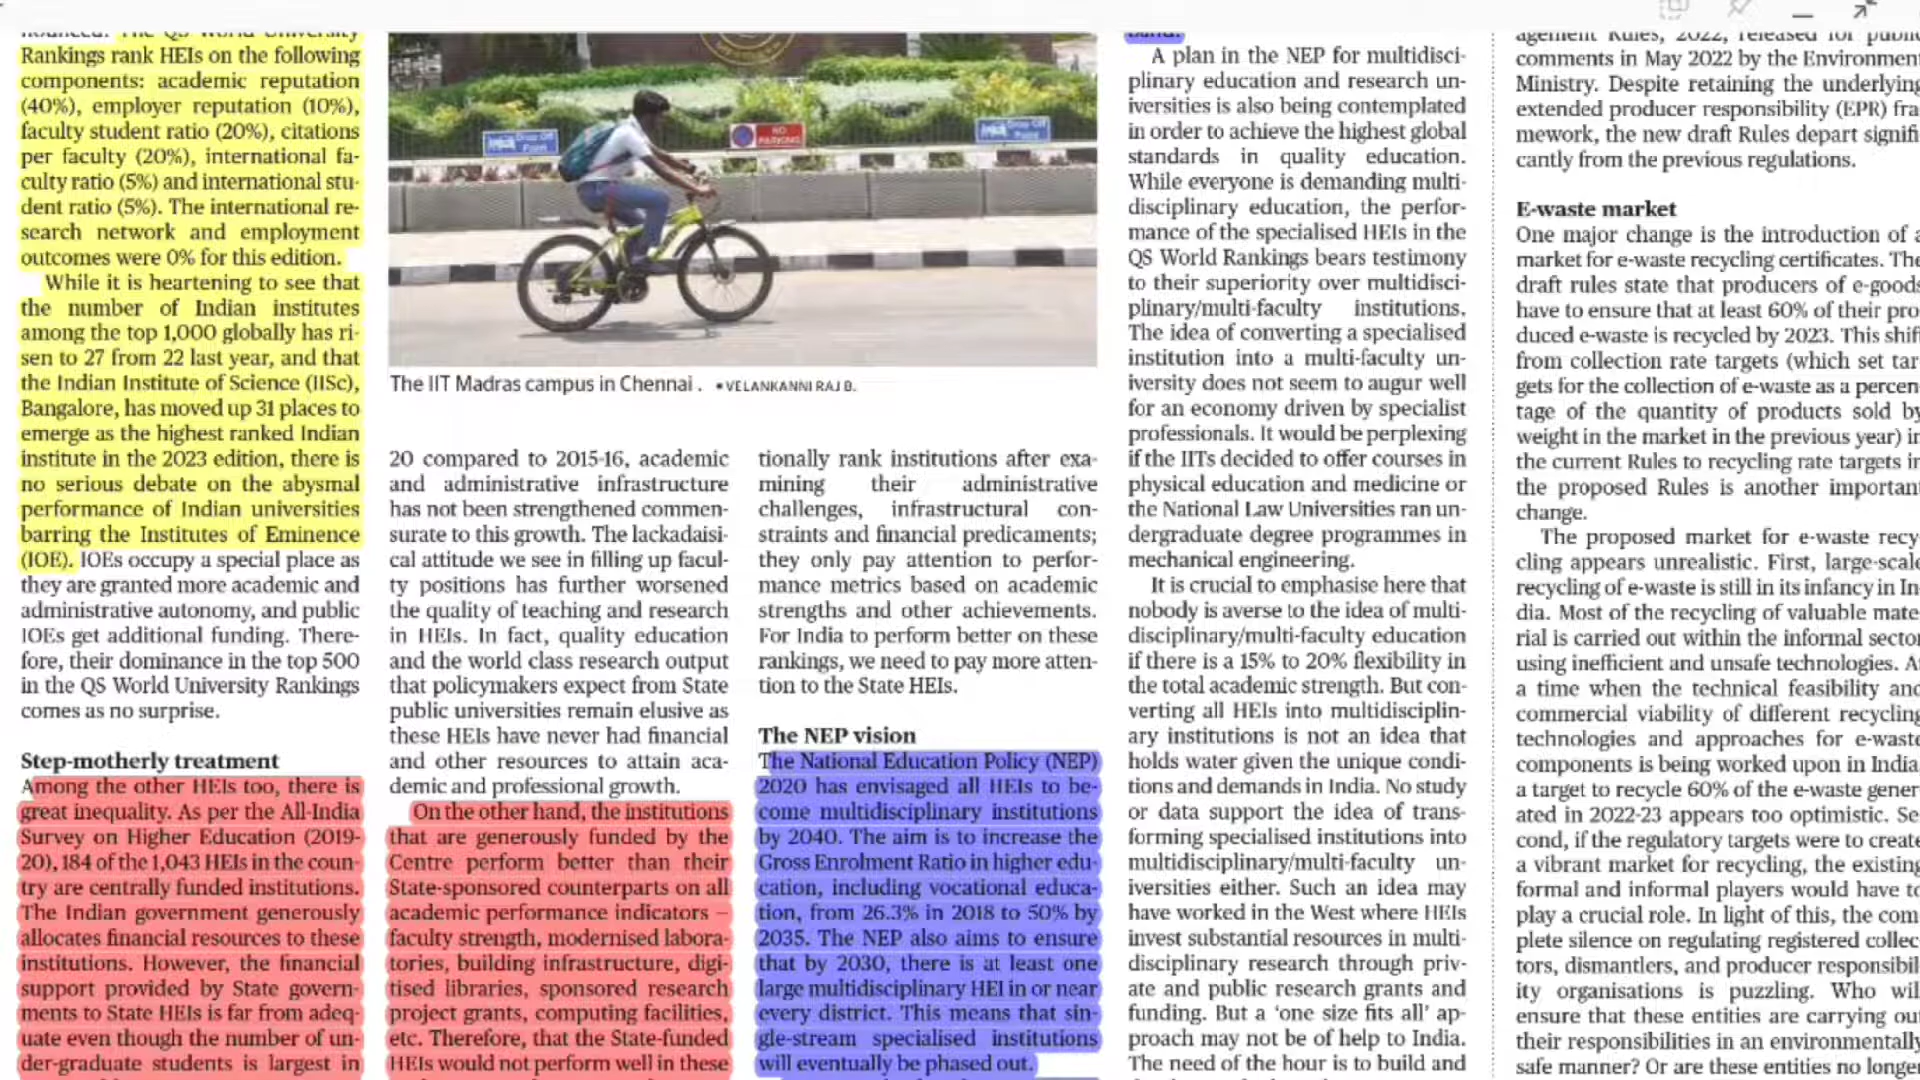 nounced. The QS World University
Rankings rank HEIs on the following
components: academic reputation
(40%), employer reputation (10%),
faculty student ratio (20%), citations
per faculty (20%), international fa-
culty ratio (5%) and international stu-
dent ratio (5%). The international re-
search network and employment
outcomes were 0% for this edition.
While it is heartening to see that
the number of Indian institutes
among the top 1,000 globally has ri-
sen to 27 from 22 last year, and that
the Indian Institute of Science (IISc),
Bangalore, has moved up 31 places to
emerge as the highest ranked Indian
institute in the 2023 edition, there is
no serious debate on the abysmal
performance of Indian universities
barring the Institutes of Eminence
(IOE). IOEs occupy a special place as
they are granted more academic and
administrative autonomy, and public
IOEs get additional funding. There-
fore, their dominance in the top 500
in the QS World University Rankings
comes as no surprise.
Step-motherly treatment
Among the other HEIs too, there is
great inequality. As per the All-India
Survey on Higher Education (2019-
20), 184 of the 1,043 HEIs in the coun-
try are centrally funded institutions.
The Indian government generously
allocates financial resources to these
institutions. However, the financial
support provided by State govern-
ments to State HEIs is far from adeq-
uate even though the number of un-
der-graduate students is largest in
Drop Off
Point
NO
PARKING
Drop Off
Point
The IIT Madras campus in Chennai . •VELANKANNI RAJ B.
20 compared to 2015-16, academic
and administrative infrastructure
has not been strengthened commen-
surate to this growth. The lackadaisi-
cal attitude we see in filling up facul-
ty positions has further worsened
the quality of teaching and research
in HEIs. In fact, quality education
and the world class research output
that policymakers expect from State
public universities remain elusive as
these HEIs have never had financial
and other resources to attain aca-
demic and professional growth.
On the other hand, the institutions
that are generously funded by the
Centre perform better than their
State-sponsored counterparts on all
academic performance indicators –
faculty strength, modernised labora-
tories, building infrastructure, digi-
tised libraries, sponsored research
project grants, computing facilities,
etc. Therefore, that the State-funded
HEIs would not perform well in these
tionally rank institutions after exa-
mining their administrative
challenges, infrastructural con-
straints and financial predicaments;
they only pay attention to perfor-
mance metrics based on academic
strengths and other achievements.
For India to perform better on these
rankings, we need to pay more atten-
tion to the State HEIs.
The NEP vision
The National Education Policy (NEP)
2020 has envisaged all HEIs to be-
come multidisciplinary institutions
by 2040. The aim is to increase the
Gross Enrolment Ratio in higher edu-
cation, including vocational educa-
tion, from 26.3% in 2018 to 50% by
2035. The NEP also aims to ensure
that by 2030, there is at least one
large multidisciplinary HEI in or near
every district. This means that sin-
gle-stream specialised institutions
will eventually be phased out.
A plan in the NEP for multidisci-
plinary education and research un-
iversities is also being contemplated
in order to achieve the highest global
standards in quality education.
While everyone is demanding multi-
disciplinary education, the perfor-
mance of the specialised HEIs in the
QS World Rankings bears testimony
to their superiority over multidisci-
plinary/multi-faculty institutions.
The idea of converting a specialised
institution into a multi-faculty un-
iversity does not seem to augur well
for an economy driven by specialist
professionals. It would be perplexing
if the IITs decided to offer courses in
physical education and medicine or
the National Law Universities ran un-
dergraduate degree programmes in
mechanical engineering.
It is crucial to emphasise here that
nobody is averse to the idea of multi-
disciplinary/multi-faculty education
if there is a 15% to 20% flexibility in
the total academic strength. But con-
verting all HEIs into multidisciplin-
ary institutions is not an idea that
holds water given the unique condi-
tions and demands in India. No study
or data support the idea of trans-
forming specialised institutions into
multidisciplinary/multi-faculty un-
iversities either. Such an idea may
have worked in the West where HEIs
invest substantial resources in multi-
disciplinary research through priv-
ate and public research grants and
funding. But a ‘one size fits all’ ap-
proach may not be of help to India.
The need of the hour is to build and
agement Rules, 2022, released for public
comments in May 2022 by the Environment
Ministry. Despite retaining the underlying
extended producer responsibility (EPR) fra
mework, the new draft Rules depart signifi
cantly from the previous regulations.
E-waste market
One major change is the introduction of a
market for e-waste recycling certificates. The
draft rules state that producers of e-goods
have to ensure that at least 60% of their pro
duced e-waste is recycled by 2023. This shift
from collection rate targets (which set tar
gets for the collection of e-waste as a percen
tage of the quantity of products sold by
weight in the market in the previous year) in
the current Rules to recycling rate targets in
the proposed Rules is another important
change.
The proposed market for e-waste recy
cling appears unrealistic. First, large-scale
recycling of e-waste is still in its infancy in In
dia. Most of the recycling of valuable mate
rial is carried out within the informal sector
using inefficient and unsafe technologies. At
a time when the technical feasibility and
commercial viability of different recycling
technologies and approaches for e-waste
components is being worked upon in India,
a target to recycle 60% of the e-waste gener
ated in 2022-23 appears too optimistic. Se
cond, if the regulatory targets were to create
a vibrant market for recycling, the existing
formal and informal players would have to
play a crucial role. In light of this, the com
plete silence on regulating registered collec
tors, dismantlers, and producer responsibil
ity organisations is puzzling. Who will
ensure that these entities are carrying out
their responsibilities in an environmentally
safe manner? Or are these entities no longer